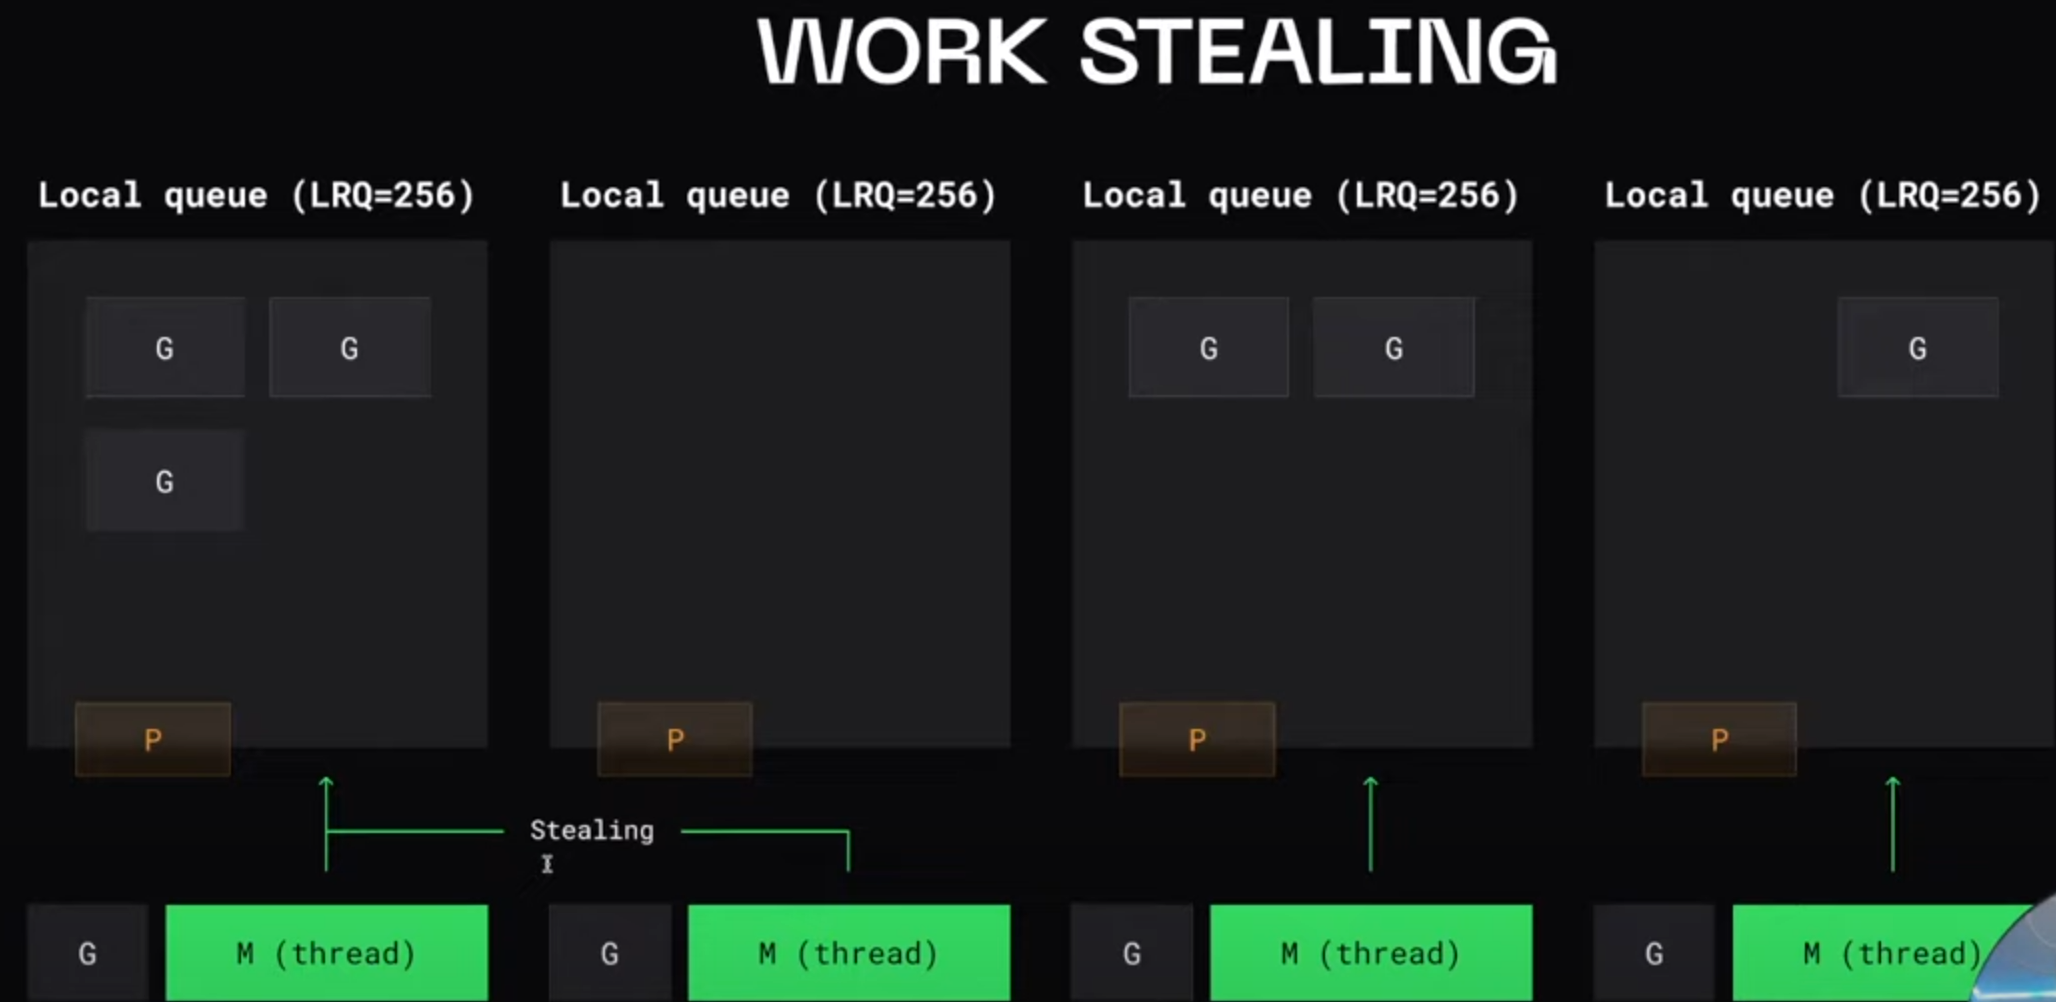 WORK STEALING
Local queue (LRQ=256) Local queue (LRQ=256) Local queue (LRQ=256) Local queue (LRQ=256)
G G G G G
G
P P P P
Stealing
G M (thread) G M (thread) G M (thread) G M (thread)